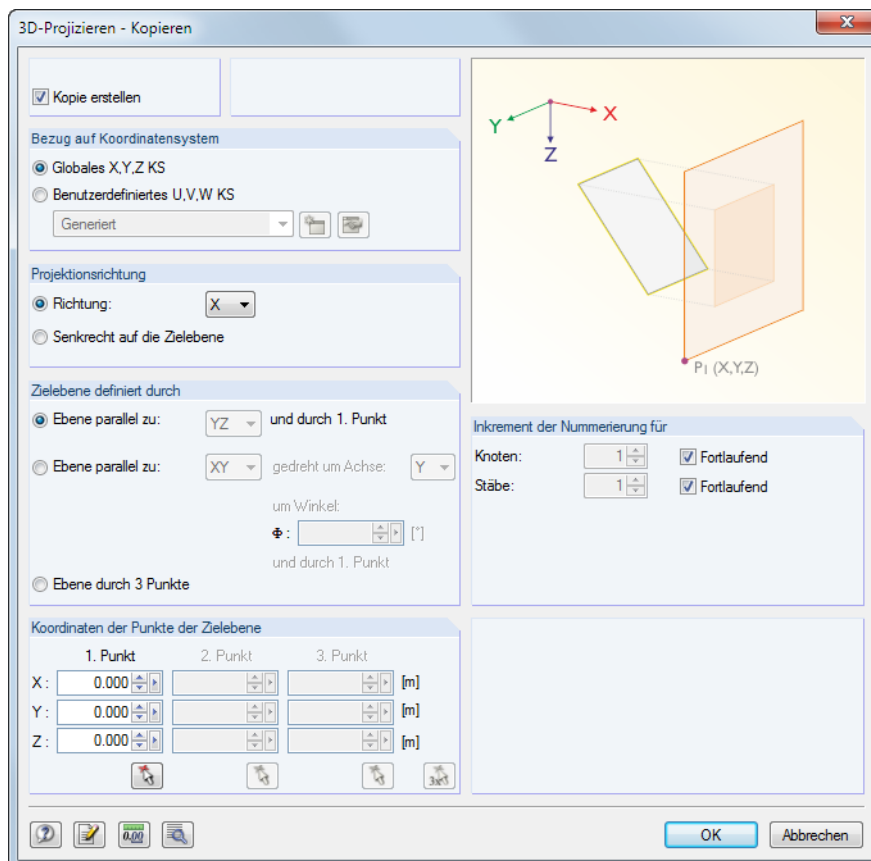 3D-Projizieren - Kopieren
Kopie erstellen
Bezug auf Koordinatensystem
Globales X,Y,Z KS
Benutzerdefiniertes U,V,W KS
Generiert
Projektionsrichtung
Richtung: X
Senkrecht auf die Zielebene
Zielebene definiert durch
Ebene parallel zu: YZ und durch 1. Punkt
Ebene parallel zu: XY gedreht um Achse: Y
um Winkel:
Φ : [°]
und durch 1. Punkt
Ebene durch 3 Punkte
Koordinaten der Punkte der Zielebene
1. Punkt 2. Punkt 3. Punkt
X : 0.000 [m]
Y : 0.000 [m]
Z : 0.000 [m]
3x
X
Y
Z
P1 (X,Y,Z)
Inkrement der Nummerierung für
Knoten: 1 Fortlaufend
Stäbe: 1 Fortlaufend
0.00
OK Abbrechen